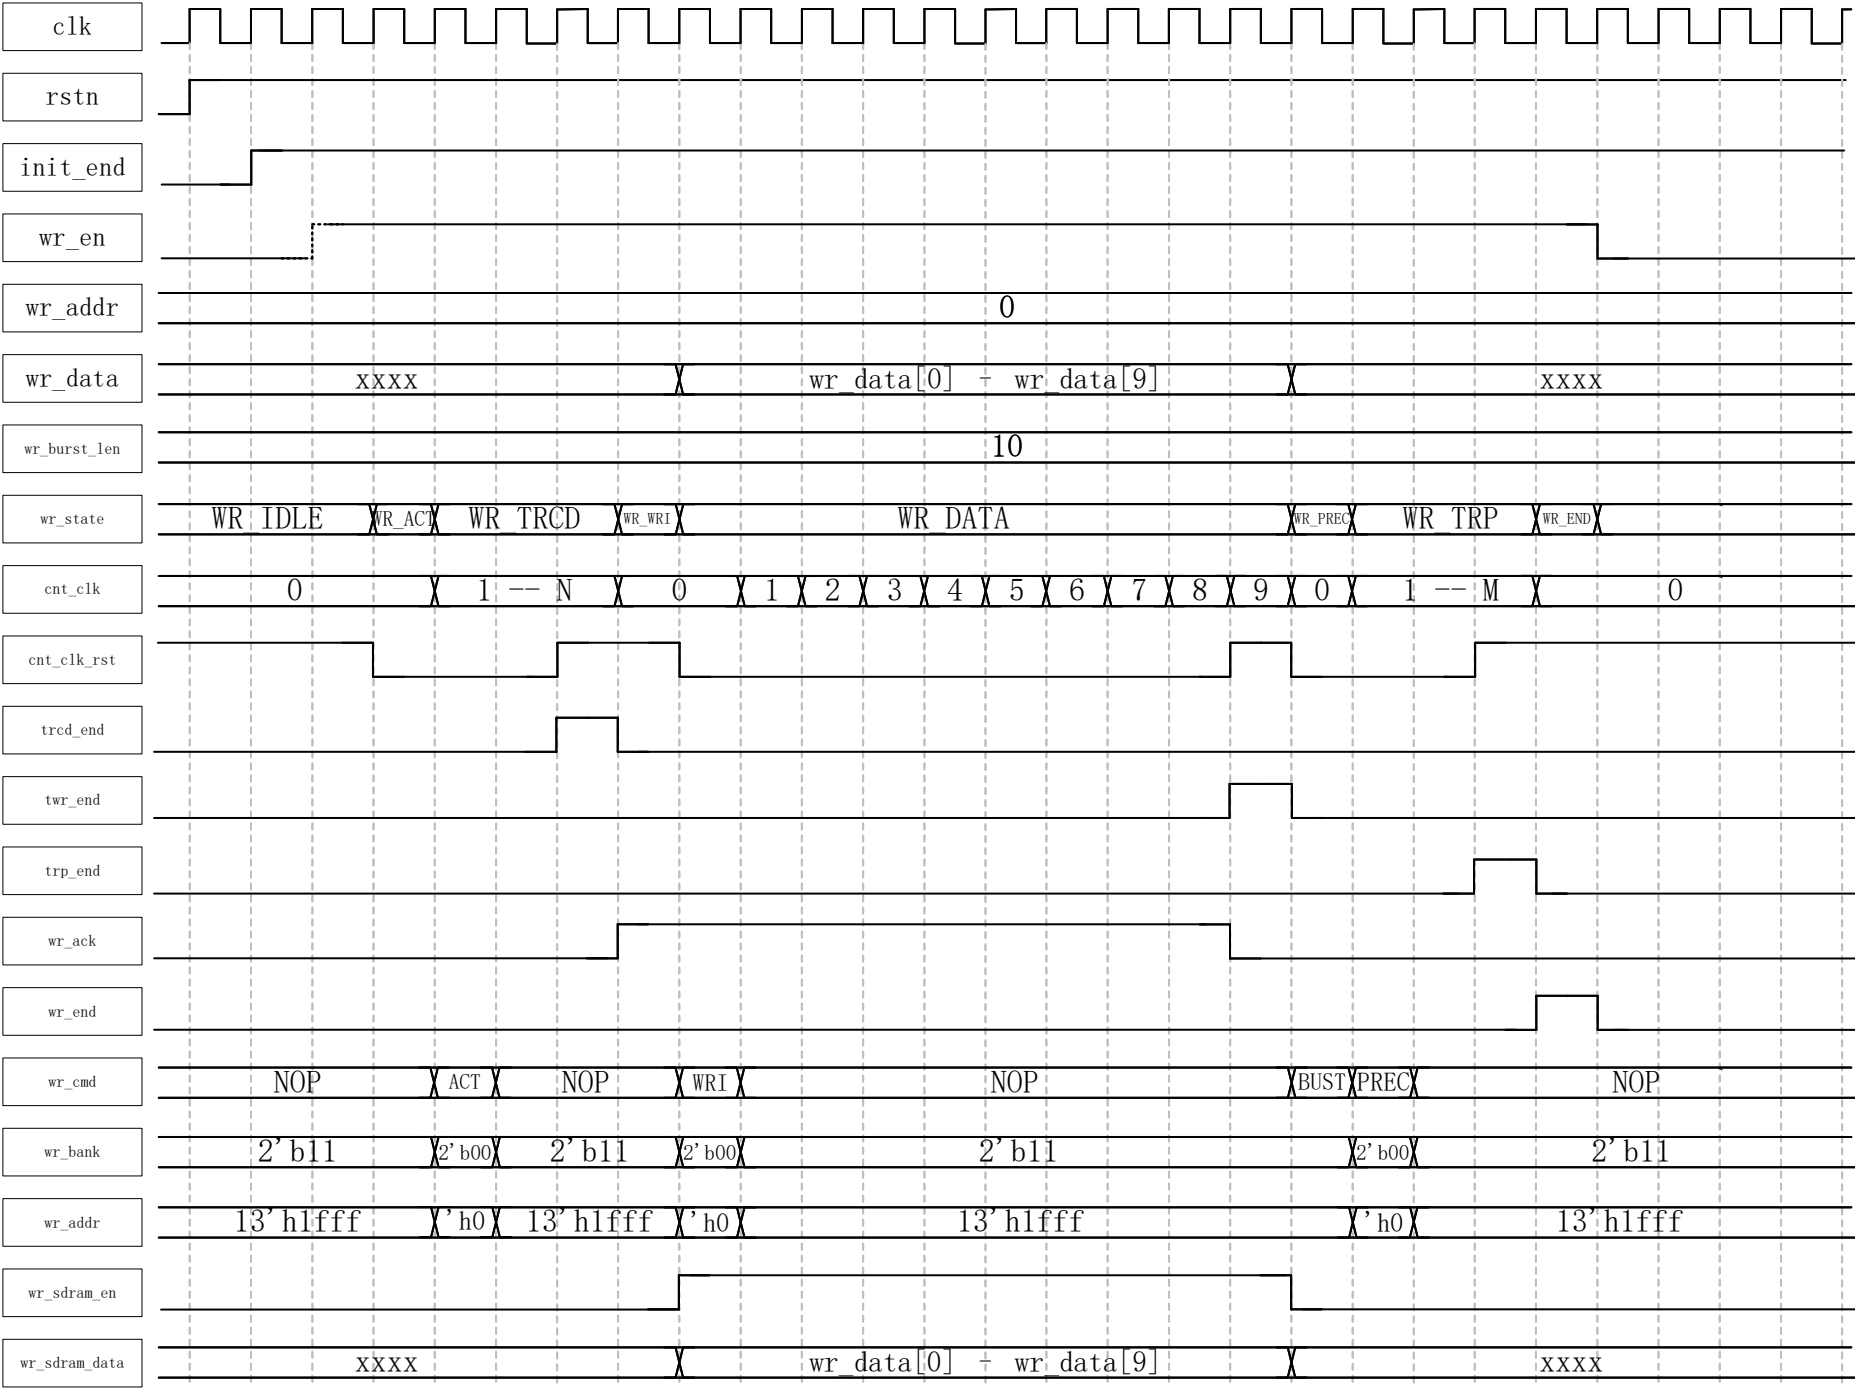 clk
rstn
init_end
wr_en
wr_addr 0
wr_data xxxx wr_data[0] - wr_data[9] xxxx
wr_burst_len 10
wr_state WR_IDLE WR_ACT WR_TRCD WR_WRI WR_DATA WR_PREC WR_TRP WR_END
cnt_clk 0 1 -- N 0 1 2 3 4 5 6 7 8 9 0 1 -- M 0
cnt_clk_rst
trcd_end
twr_end
trp_end
wr_ack
wr_end
wr_cmd NOP ACT NOP WRI NOP BUST PREC NOP
wr_bank 2'b11 2'b00 2'b11 2'b00 2'b11 2'b00 2'b11
wr_addr 13'h1fff 'h0 13'h1fff 'h0 13'h1fff 'h0 13'h1fff
wr_sdram_en
wr_sdram_data xxxx wr_data[0] - wr_data[9] xxxx